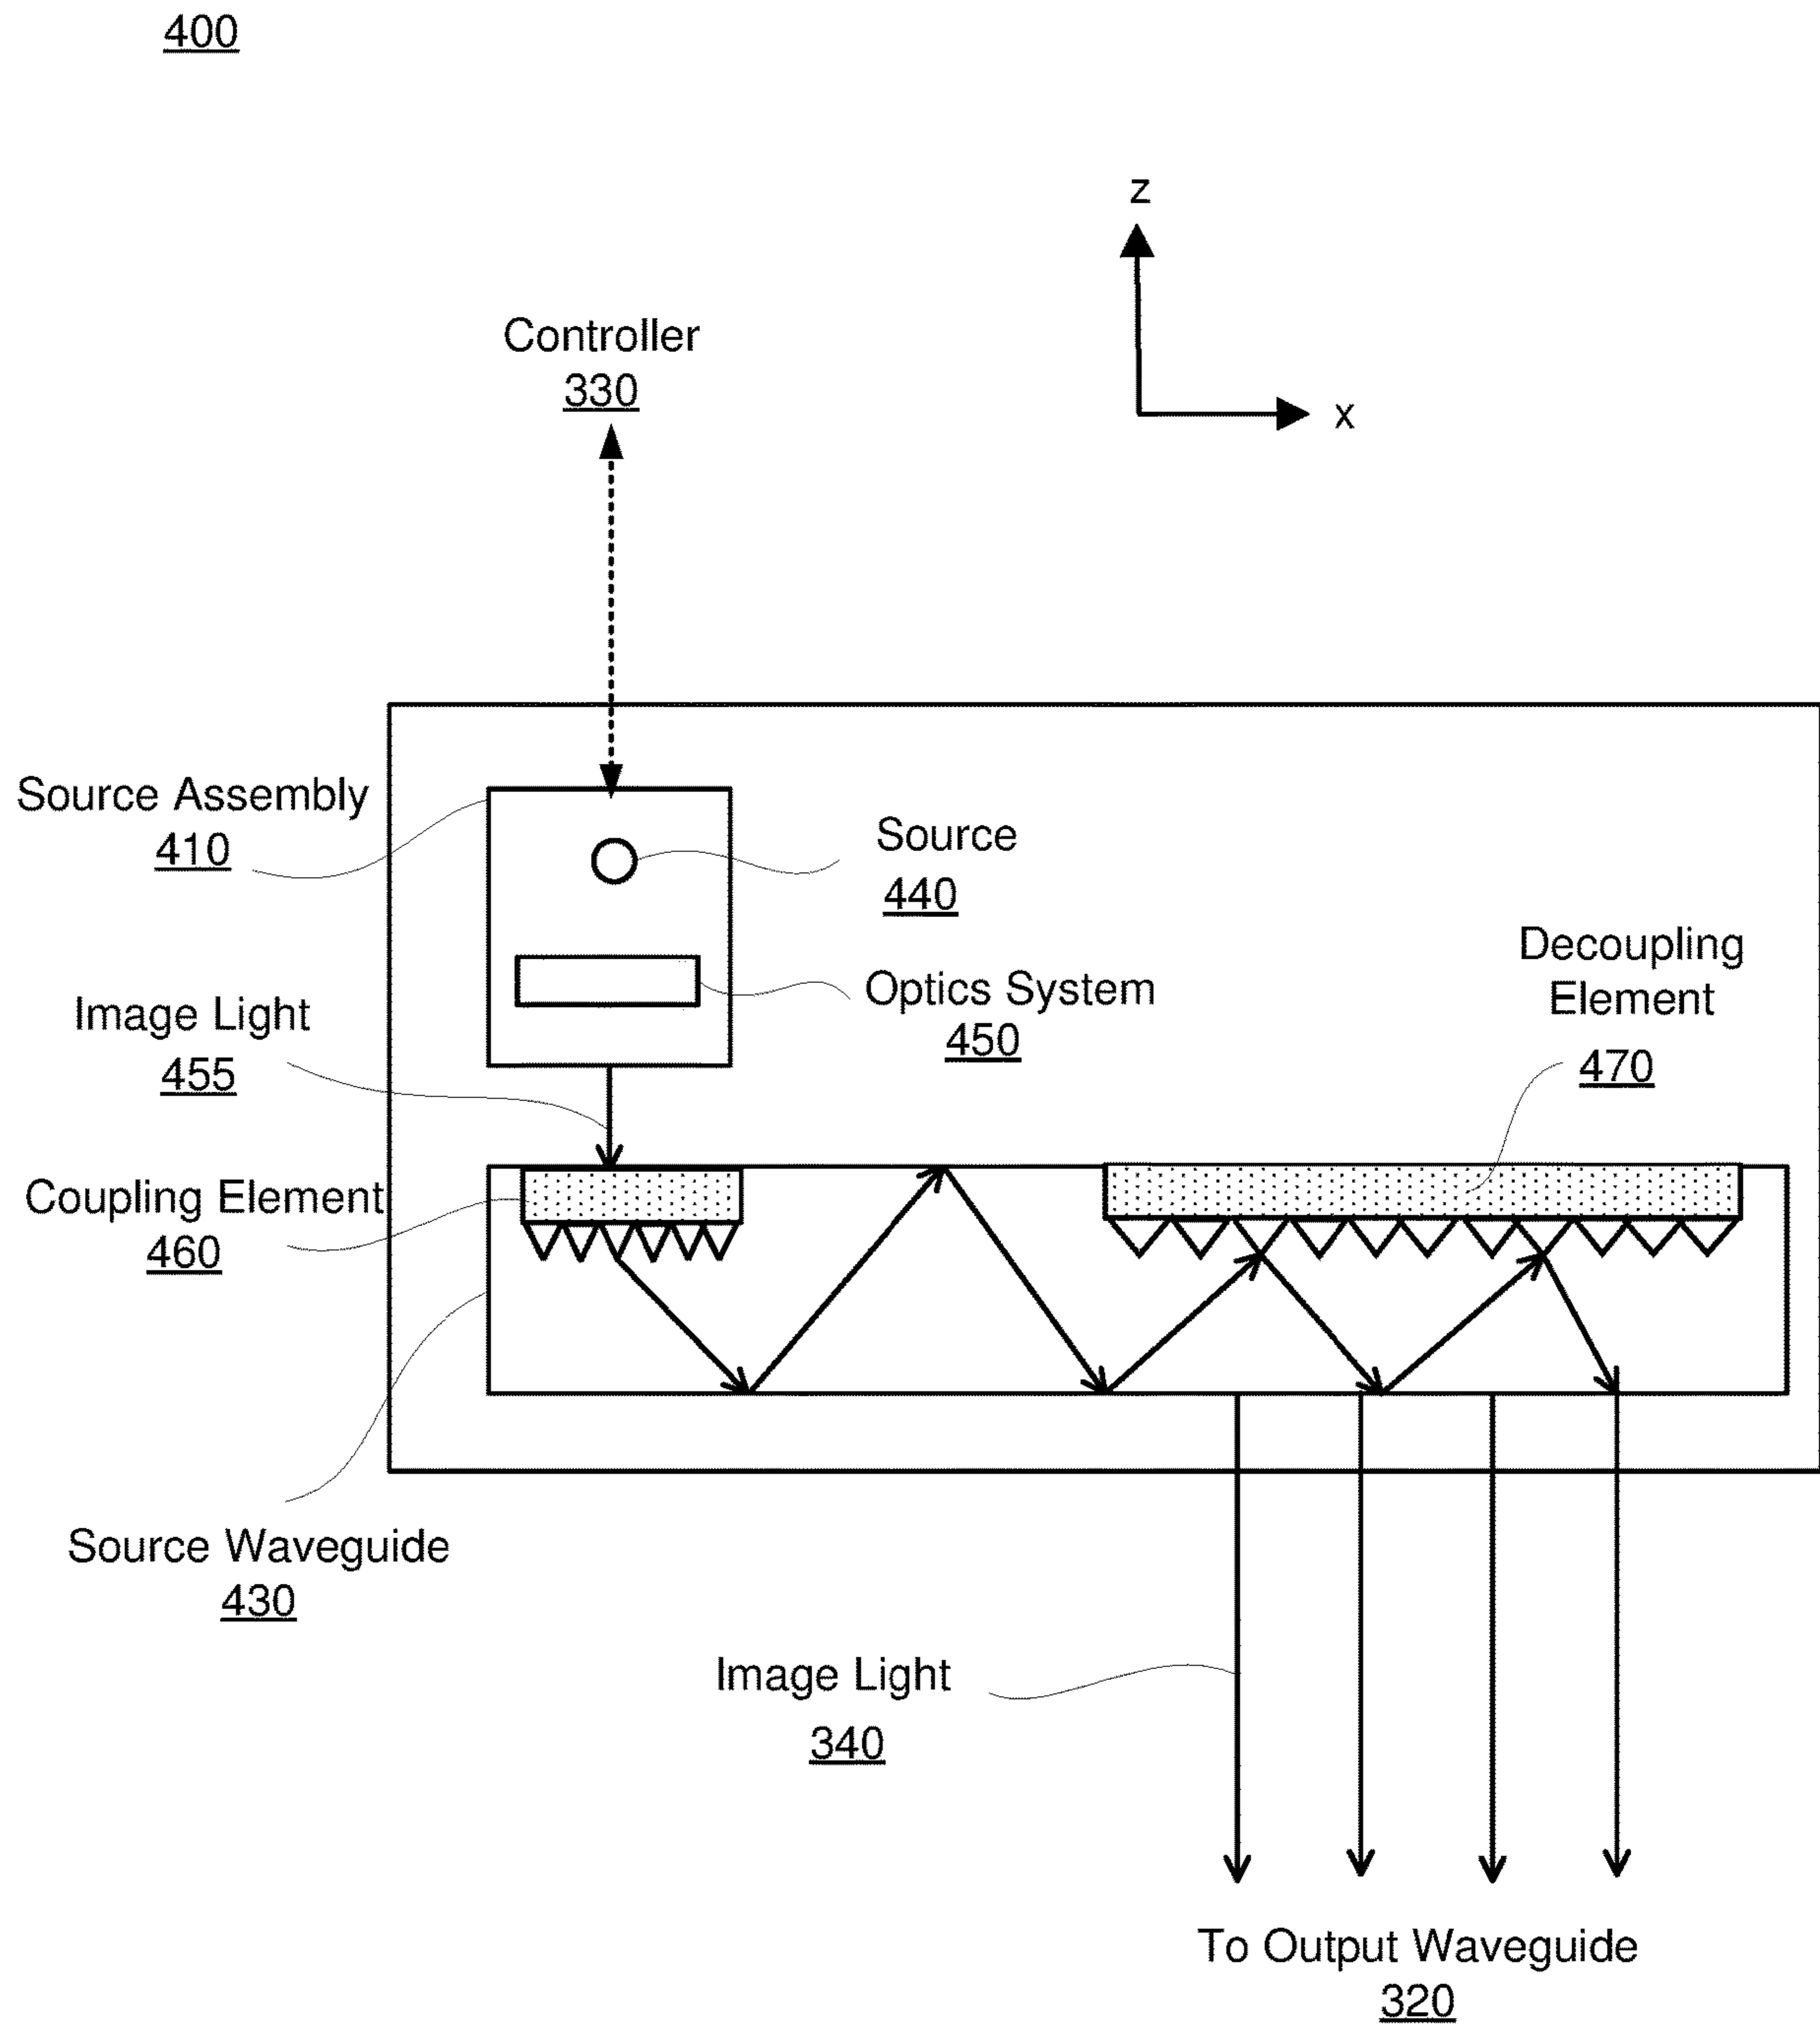 400
z
x
Controller
330
Source Assembly
410
Source
440
Optics System
450
Decoupling
Element
470
Image Light
455
Coupling Element
460
Source Waveguide
430
Image Light
340
To Output Waveguide
320